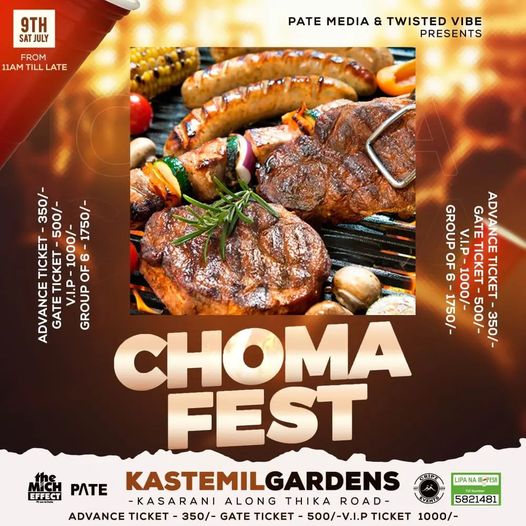 9TH
SAT JULY
FROM
11AM TILL LATE
PATE MEDIA & TWISTED VIBE
PRESENTS
ADVANCE TICKET - 350/-
GATE TICKET - 500/-
V.I.P - 1000/-
GROUP OF 6 - 1750/-
ADVANCE TICKET - 350/-
GATE TICKET - 500/-
V.I.P - 1000/-
GROUP OF 6 - 1750/-
CHOMA
FEST
the
MICH
EFFECT
PATE
KASTEMILGARDENS
-KASARANI ALONG THIKA ROAD-
EVENTS
LIPA NA M-PESA
Till Number
5821481
ADVANCE TICKET - 350/- GATE TICKET - 500/-V.I.P TICKET 1000/-